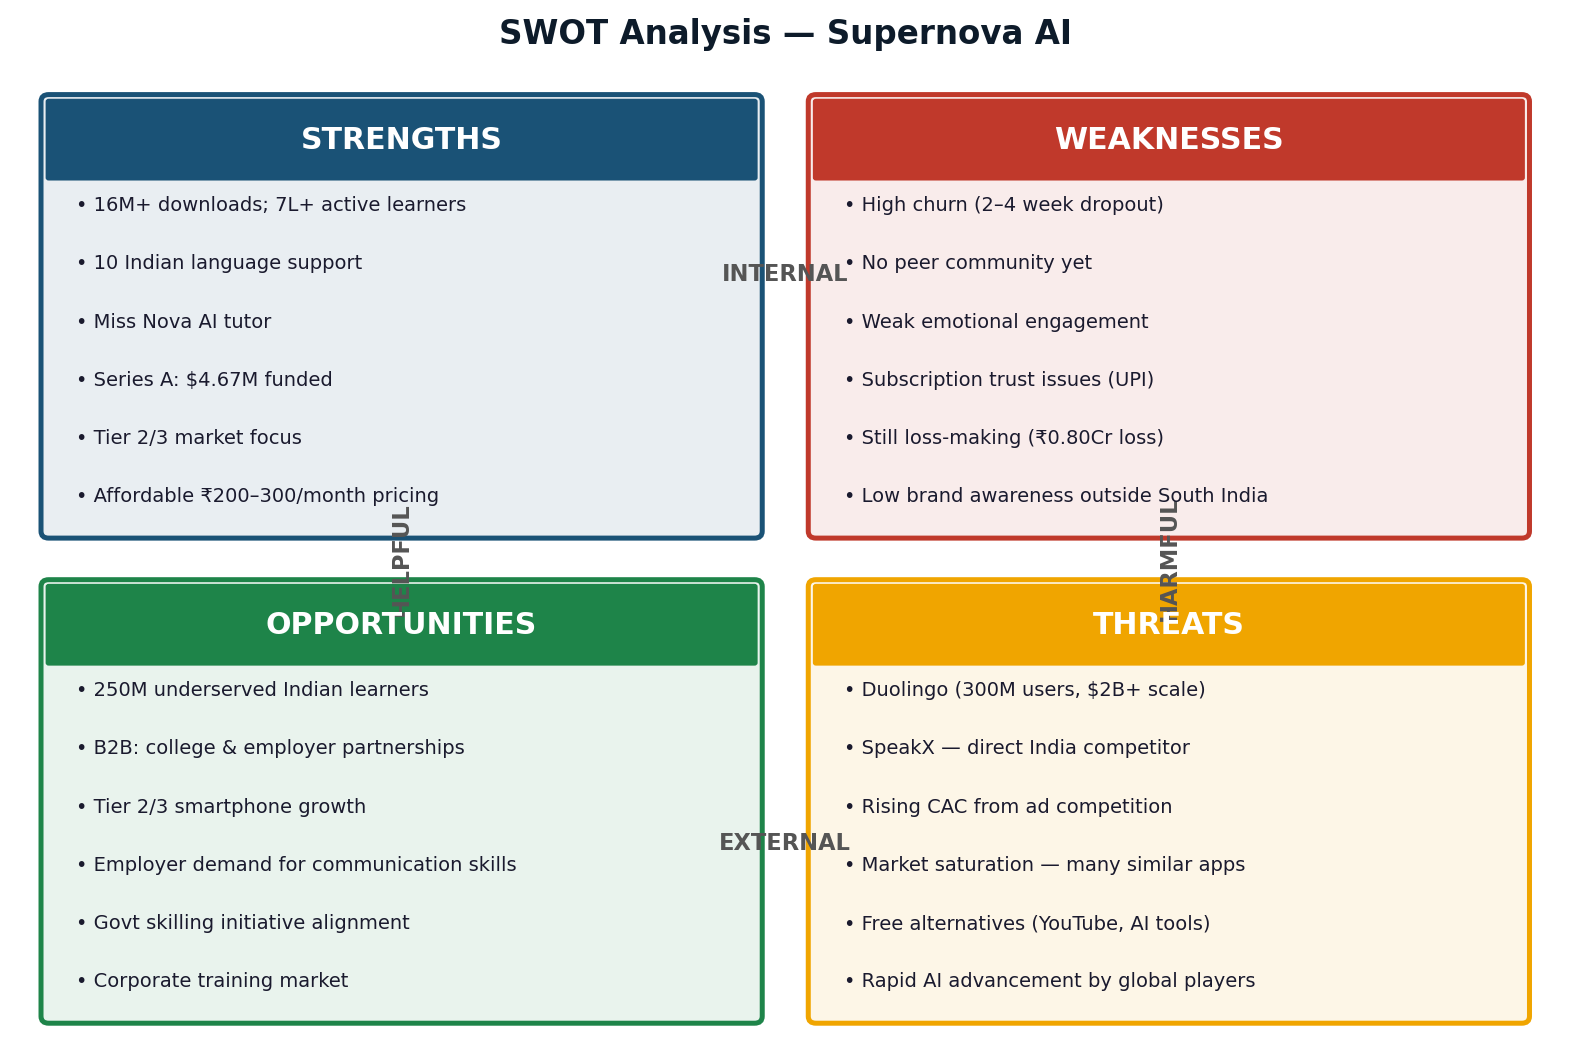 SWOT Analysis — Supernova AI
STRENGTHS
• 16M+ downloads; 7L+ active learners
• 10 Indian language support
• Miss Nova AI tutor
• Series A: $4.67M funded
• Tier 2/3 market focus
• Affordable ₹200–300/month pricing
INTERNAL
WEAKNESSES
• High churn (2–4 week dropout)
• No peer community yet
• Weak emotional engagement
• Subscription trust issues (UPI)
• Still loss-making (₹0.80Cr loss)
• Low brand awareness outside South India
HELPFUL
HARMFUL
OPPORTUNITIES
• 250M underserved Indian learners
• B2B: college & employer partnerships
• Tier 2/3 smartphone growth
• Employer demand for communication skills
• Govt skilling initiative alignment
• Corporate training market
EXTERNAL
THREATS
• Duolingo (300M users, $2B+ scale)
• SpeakX — direct India competitor
• Rising CAC from ad competition
• Market saturation — many similar apps
• Free alternatives (YouTube, AI tools)
• Rapid AI advancement by global players